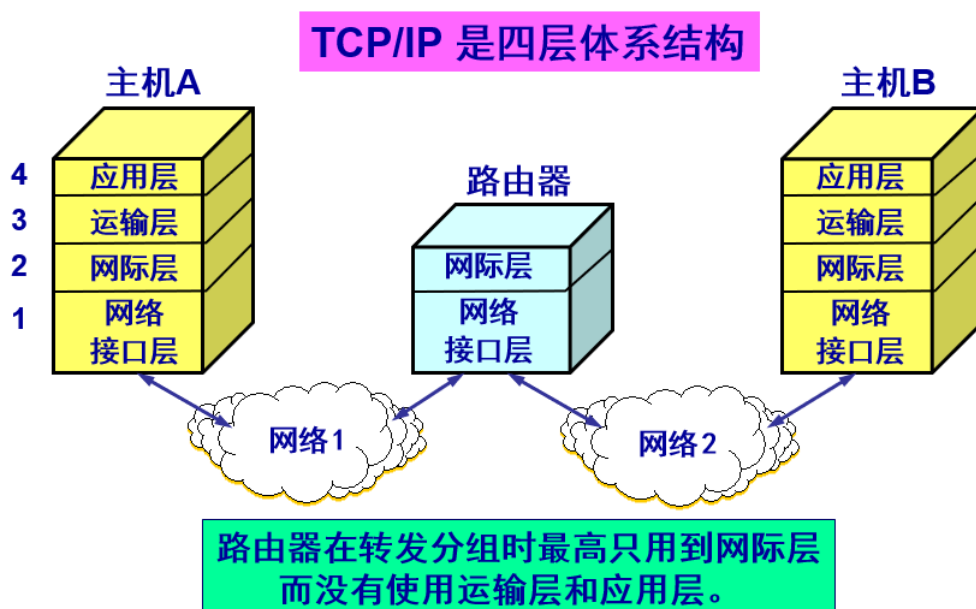 TCP/IP 是四层体系结构
主机A
主机B
路由器
4
应用层
3
运输层
2
网际层
1
网络
接口层
网际层
网络
接口层
应用层
运输层
网际层
网络
接口层
网络1
网络2
路由器在转发分组时最高只用到网际层
而没有使用运输层和应用层。